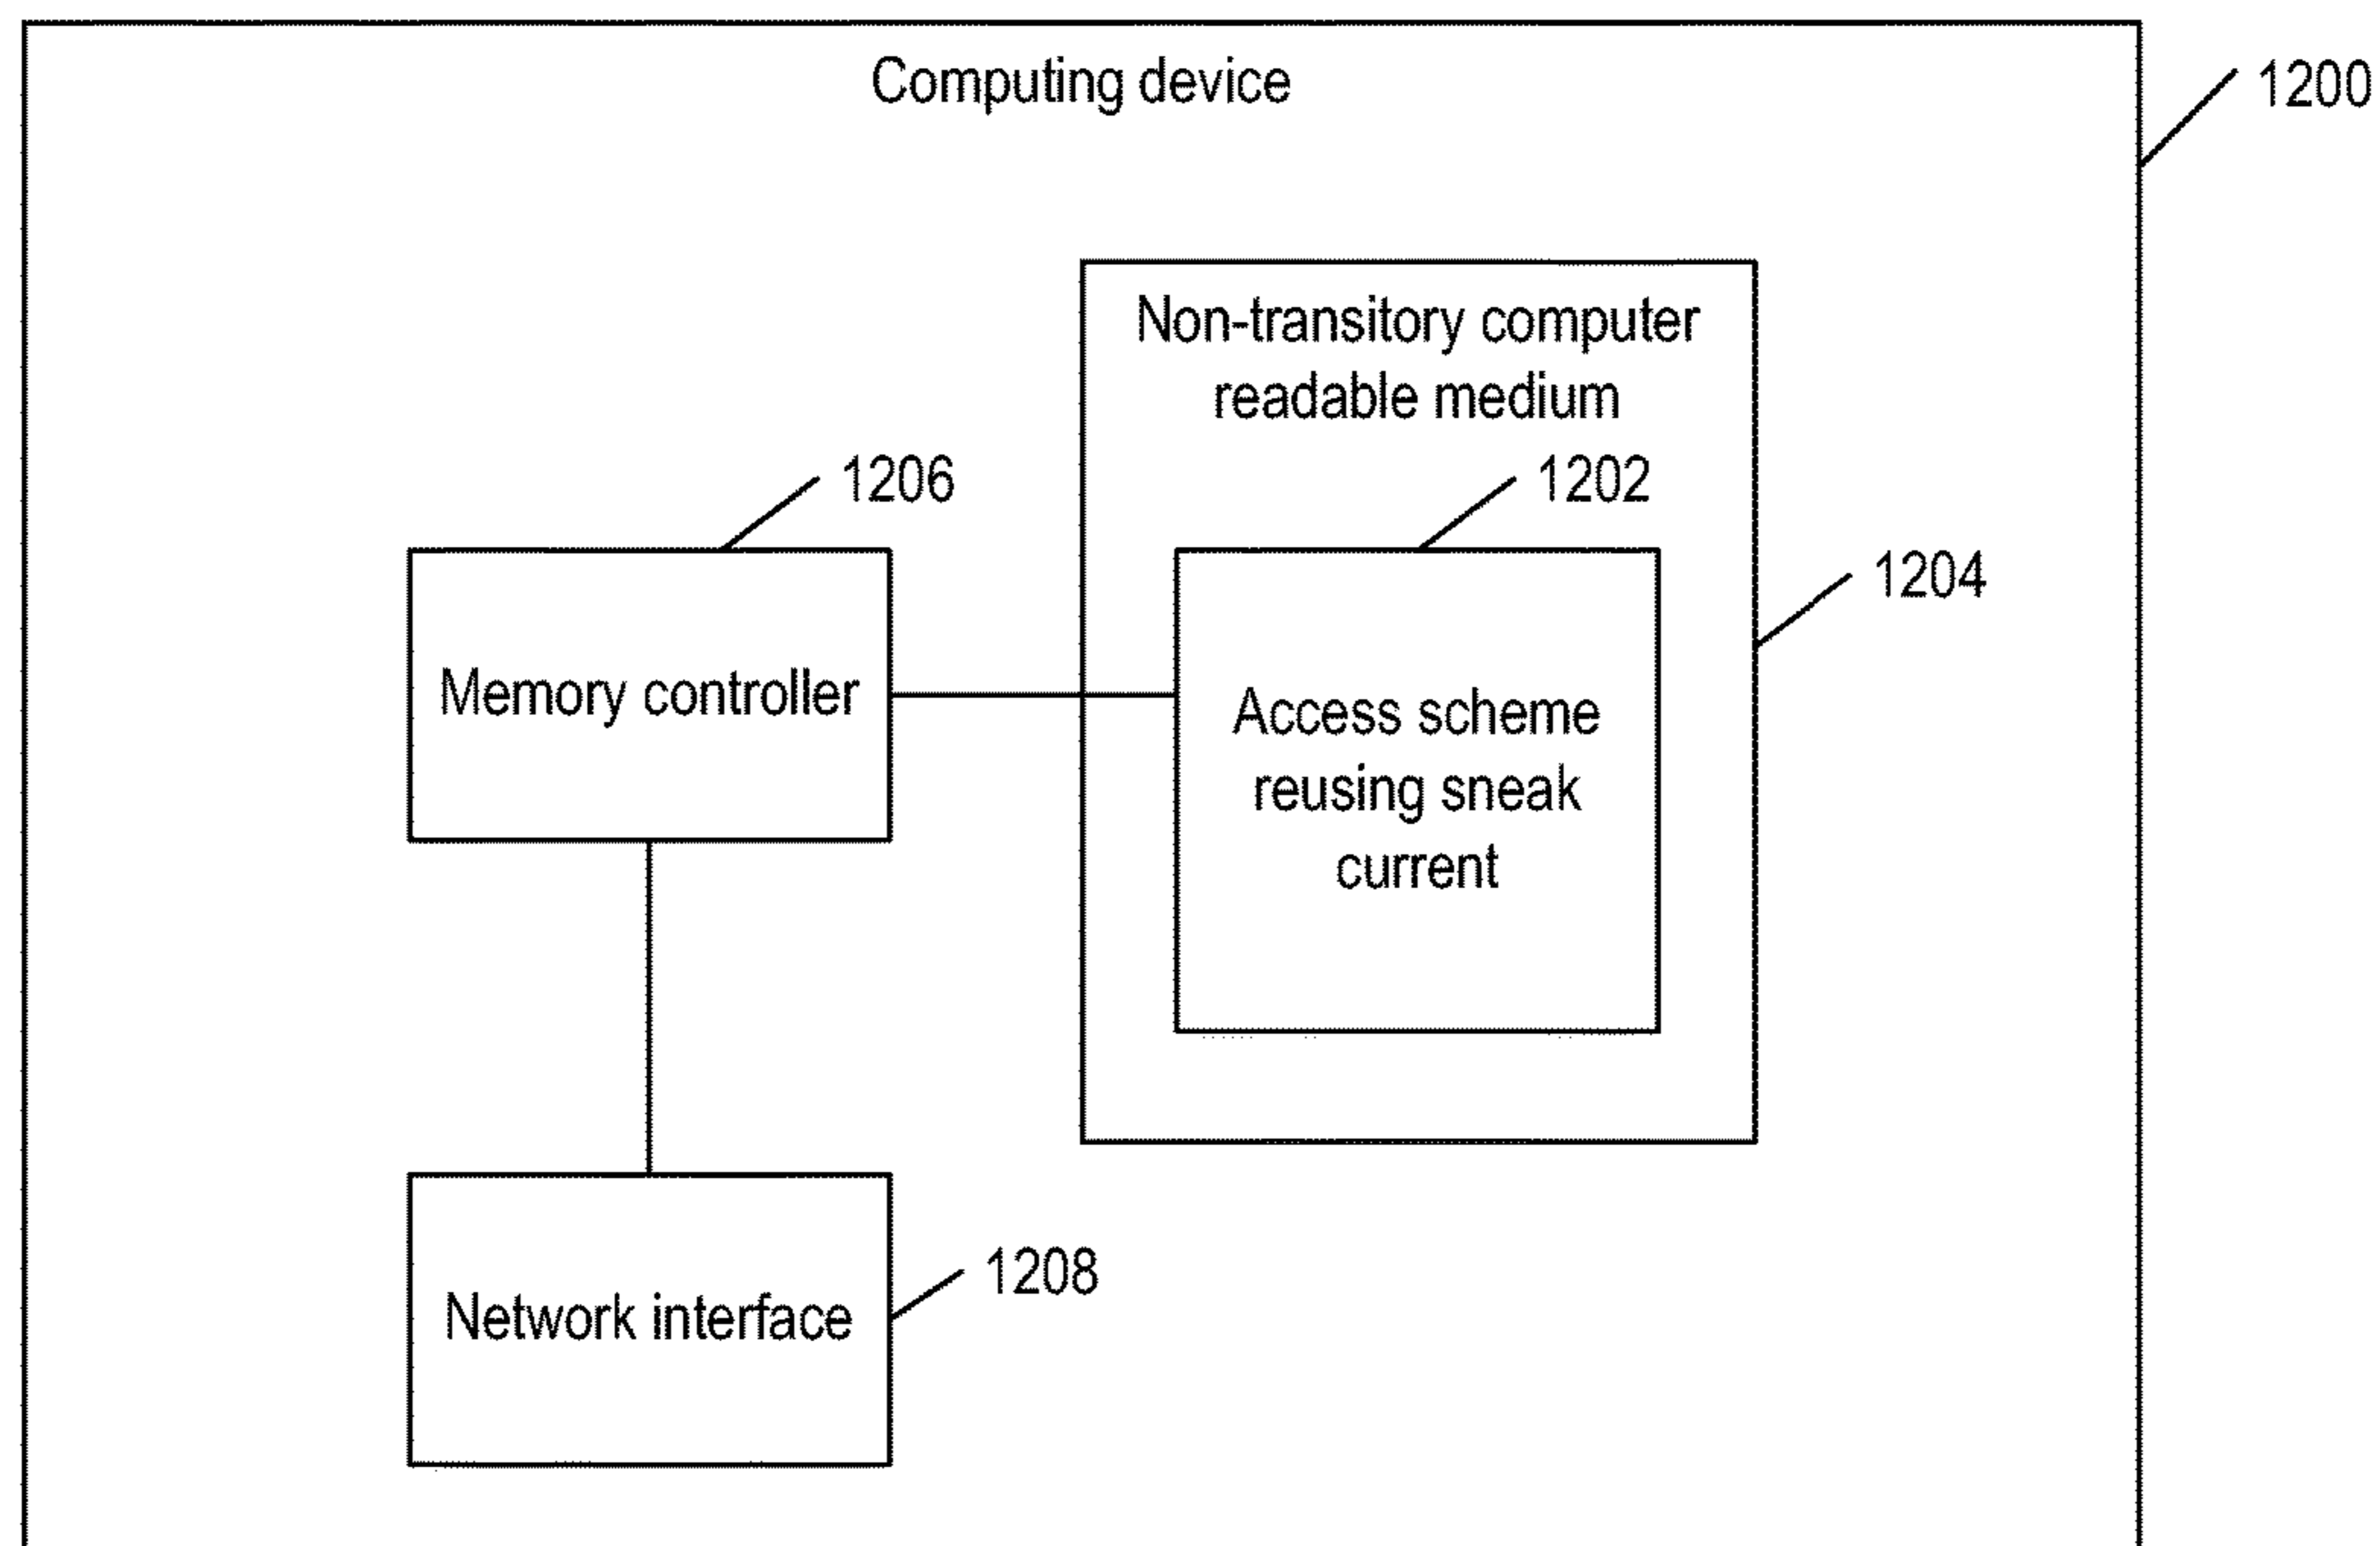 Computing device
1200
Non-transitory computer
readable medium
1206
1202
1204
Memory controller
Access scheme
reusing sneak
current
1208
Network interface